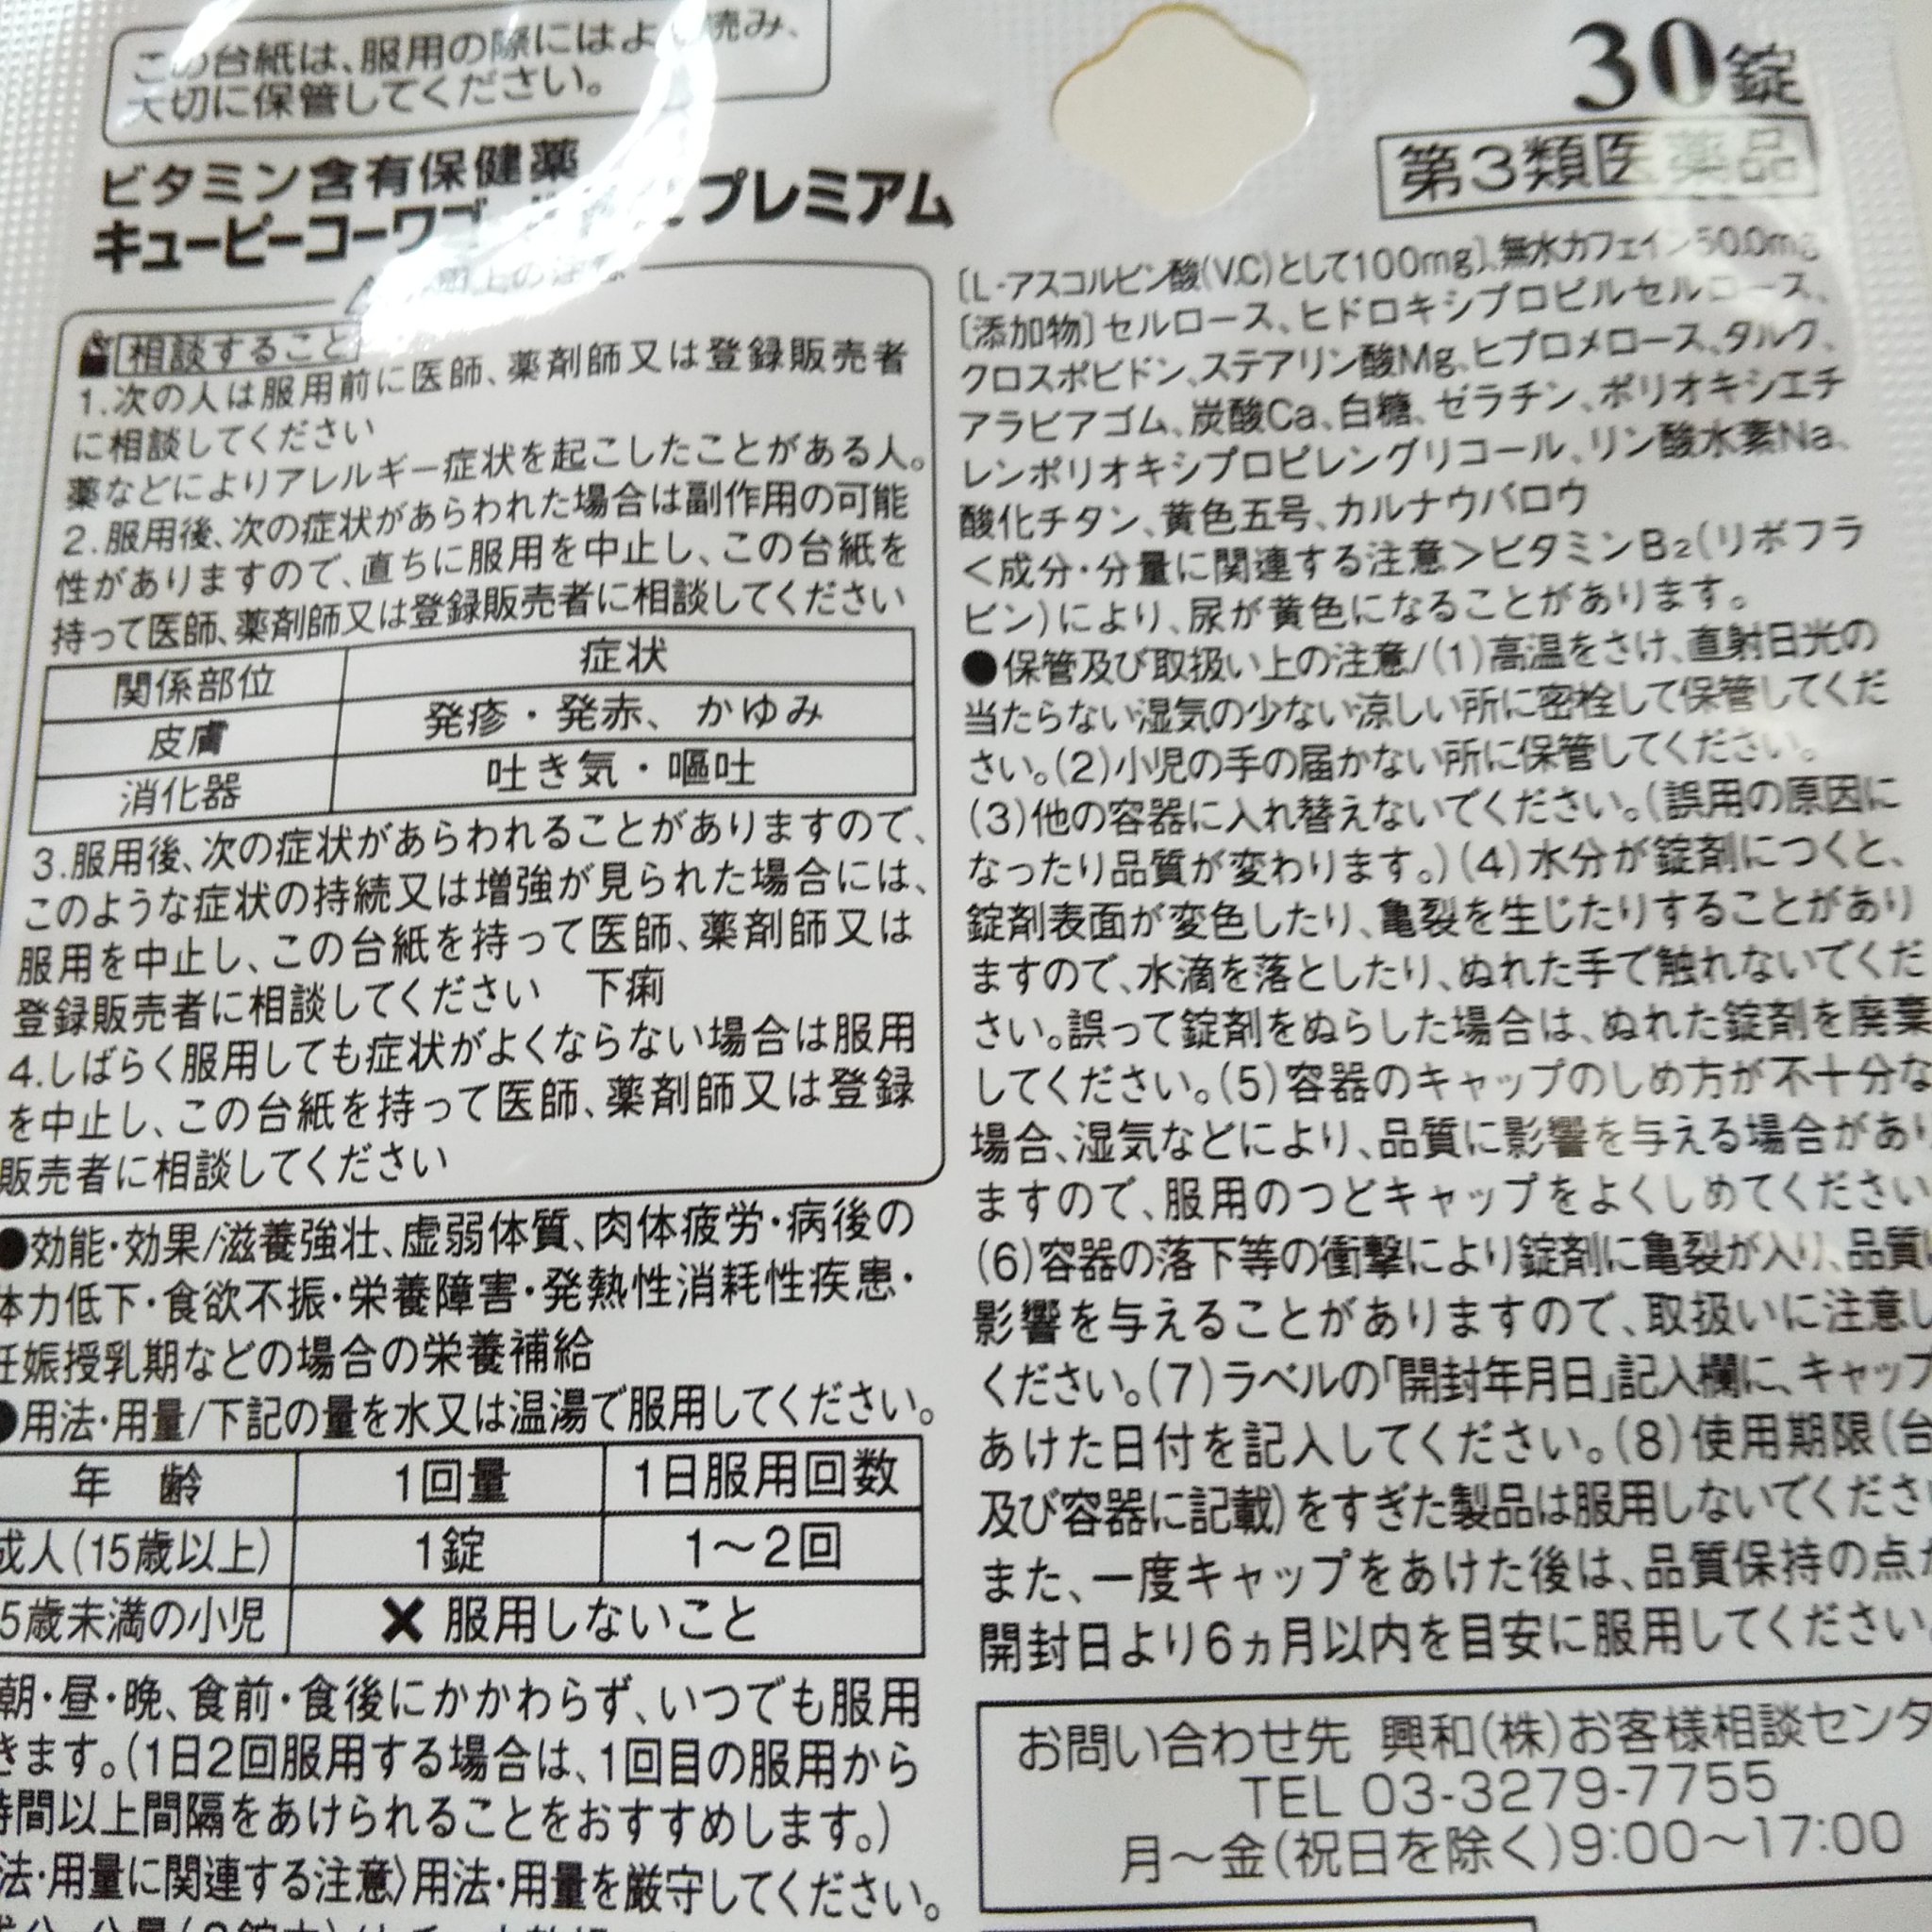 この台紙は、服用の際にはよ 読み、
大切に保管してください。
ビタミン含有保健薬
キューピーコーワゴ プレミアム
上の注意
相談すること
1.次の人は服用前に医師、薬剤師又は登録販売者
に相談してください
薬などによりアレルギー症状を起こしたことがある人。
2.服用後、次の症状があらわれた場合は副作用の可能
性がありますので、直ちに服用を中止し、この台紙を
持って医師、薬剤師又は登録販売者に相談してください
関係部位 症状
皮膚 発疹・発赤、かゆみ
消化器 吐き気・嘔吐
3.服用後、次の症状があらわれることがありますので、
このような症状の持続又は増強が見られた場合には、
服用を中止し、この台紙を持って医師、薬剤師又は
登録販売者に相談してください 下痢
4.しばらく服用しても症状がよくならない場合は服用
を中止し、この台紙を持って医師、薬剤師又は登録
販売者に相談してください
●効能・効果/滋養強壮、虚弱体質、肉体疲労・病後の
体力低下・食欲不振・栄養障害・発熱性消耗性疾患・
妊娠授乳期などの場合の栄養補給
●用法・用量/下記の量を水又は温湯で服用してください。
年 齢 1回量 1日服用回数
成人(15歳以上) 1錠 1〜2回
5歳未満の小児 ✕ 服用しないこと
朝・昼・晩、食前・食後にかかわらず、いつでも服用
きます。(1日2回服用する場合は、1回目の服用から
時間以上間隔をあけられることをおすすめします。)
法・用量に関連する注意〉用法・用量を厳守してください。
30錠
第3類医薬品
〔L-アスコルビン酸(V.C)として100mg〕、無水カフェイン50.0mg
〔添加物〕セルロース、ヒドロキシプロピルセルロース、
クロスポビドン、ステアリン酸Mg、ヒプロメロース、タルク、
アラビアゴム、炭酸Ca、白糖、ゼラチン、ポリオキシエチ
レンポリオキシプロピレングリコール、リン酸水素Na、
酸化チタン、黄色五号、カルナウバロウ
＜成分・分量に関連する注意＞ビタミンB₂(リボフラ
ビン)により、尿が黄色になることがあります。
●保管及び取扱い上の注意/(1)高温をさけ、直射日光の
当たらない湿気の少ない涼しい所に密栓して保管してくだ
さい。(2)小児の手の届かない所に保管してください。
(3)他の容器に入れ替えないでください。(誤用の原因に
なったり品質が変わります。)(4)水分が錠剤につくと、
錠剤表面が変色したり、亀裂を生じたりすることがあり
ますので、水滴を落としたり、ぬれた手で触れないでくだ
さい。誤って錠剤をぬらした場合は、ぬれた錠剤を廃棄
してください。(5)容器のキャップのしめ方が不十分な
場合、湿気などにより、品質に影響を与える場合があり
ますので、服用のつどキャップをよくしめてください
(6)容器の落下等の衝撃により錠剤に亀裂が入り、品質に
影響を与えることがありますので、取扱いに注意し
ください。(7)ラベルの「開封年月日」記入欄に、キャップ
あけた日付を記入してください。(8)使用期限(台
及び容器に記載)をすぎた製品は服用しないでくださ
また、一度キャップをあけた後は、品質保持の点か
開封日より6ヵ月以内を目安に服用してください。
お問い合わせ先 興和(株)お客様相談センタ
TEL 03-3279-7755
月〜金(祝日を除く)9:00〜17:00